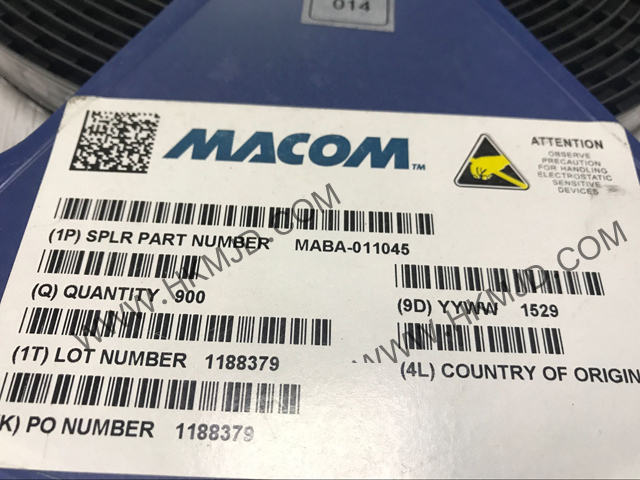 014
MACOM™
ATTENTION
OBSERVE
PRECAUTION
FOR HANDLING
ELECTROSTATIC
SENSITIVE
DEVICES
(1P) SPLR PART NUMBER MABA-011045
(Q) QUANTITY 900
(9D) YYWW 1529
(1T) LOT NUMBER 1188379
(4L) COUNTRY OF ORIGIN
K) PO NUMBER 1188379
WWW.HKMJD.COM
WWW.HKMJD.COM